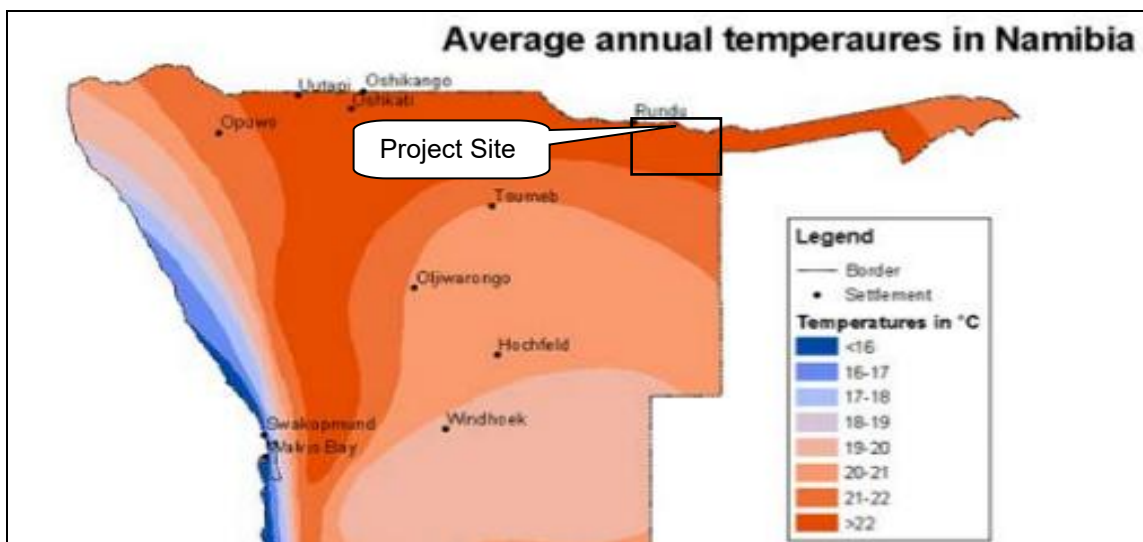 Average annual temperaures in Namibia
Uutapi
Oshikango
Oshkati
Opuwo
Rundu
Project Site
Tsumeb
Otjiwarongo
Hochfeld
Windhoek
Swakopmund
Walvis Bay
Legend
Border
Settlement
Temperatures in °C
<16
16-17
17-18
18-19
19-20
20-21
21-22
>22